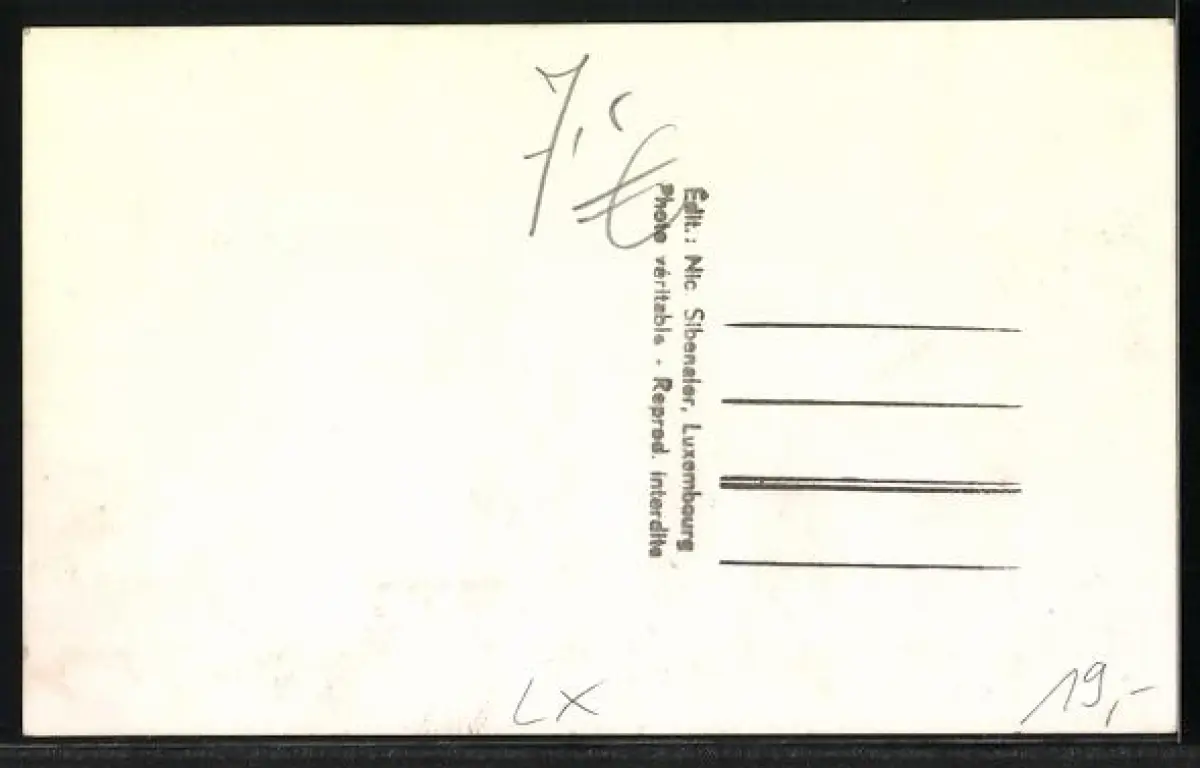 7,-
€
Édit.: Nic. Sibenaler, Luxembourg
Photo véritable - Reprod. interdite
LX
19,-